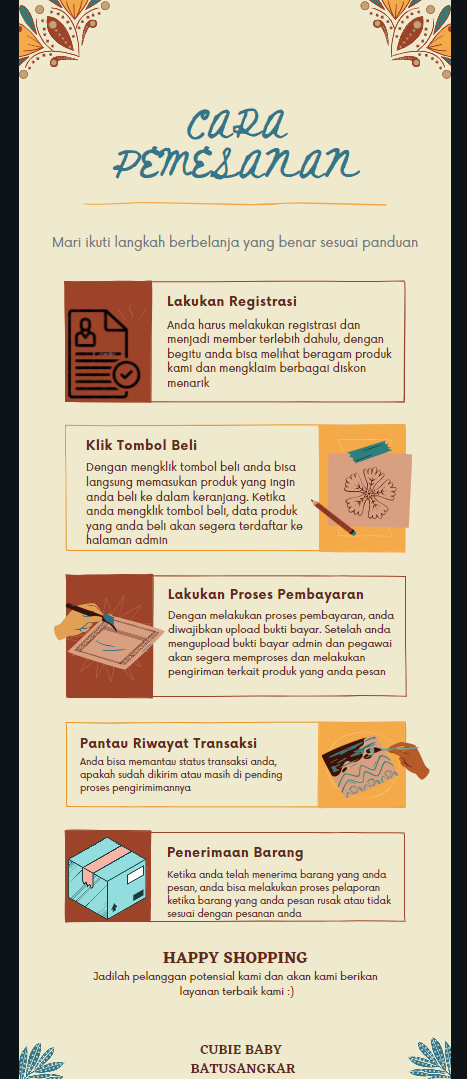 CARA
PEMESANAN
Mari ikuti langkah berbelanja yang benar sesuai panduan
Lakukan Registrasi
Anda harus melakukan registrasi dan
menjadi member terlebih dahulu, dengan
begitu anda bisa melihat beragam produk
kami dan mengklaim berbagai diskon
menarik
Klik Tombol Beli
Dengan mengklik tombol beli anda bisa
langsung memasukan produk yang ingin
anda beli ke dalam keranjang. Ketika
anda mengklik tombol beli, data produk
yang anda beli akan segera terdaftar ke
halaman admin
Lakukan Proses Pembayaran
Dengan melakukan proses pembayaran, anda
diwajibkan upload bukti bayar. Setelah anda
mengupload bukti bayar admin dan pegawai
akan segera memproses dan melakukan
pengiriman terkait produk yang anda pesan
Pantau Riwayat Transaksi
Anda bisa memantau status transaksi anda,
apakah sudah dikirim atau masih di pending
proses pengirimimannya
Penerimaan Barang
Ketika anda telah menerima barang yang anda
pesan, anda bisa melakukan proses pelaporan
ketika barang yang anda pesan rusak atau tidak
sesuai dengan pesanan anda
HAPPY SHOPPING
Jadilah pelanggan potensial kami dan akan kami berikan
layanan terbaik kami :)
CUBIE BABY
BATUSANGKAR